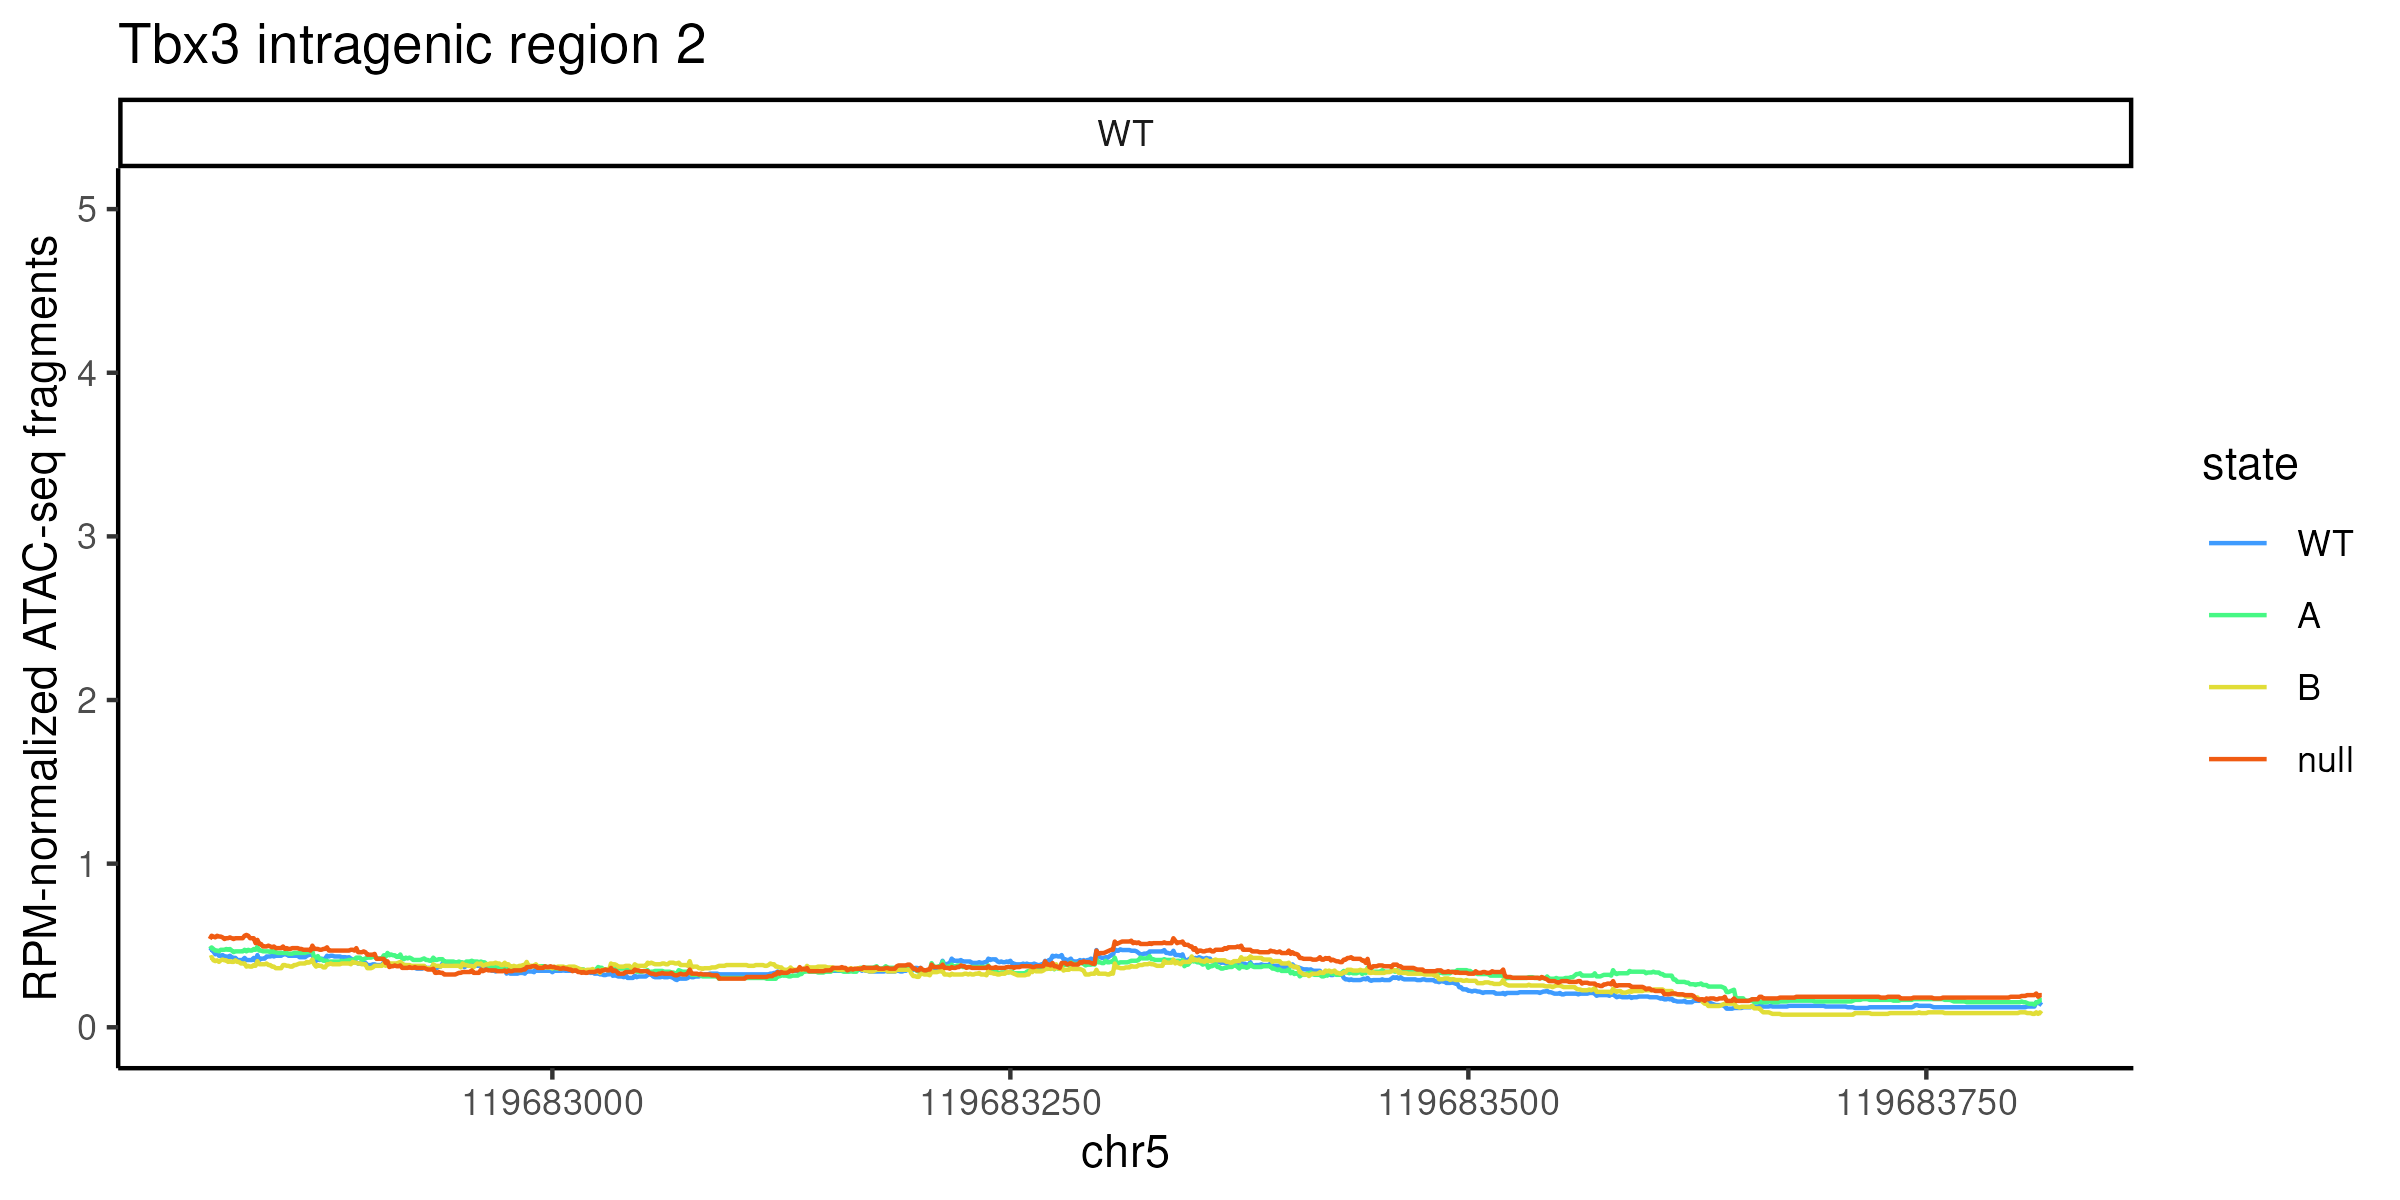 Tbx3 intragenic region 2
WT
RPM-normalized ATAC-seq fragments
5
4
3
2
1
0
119683000
119683250
119683500
119683750
chr5
state
WT
A
B
null